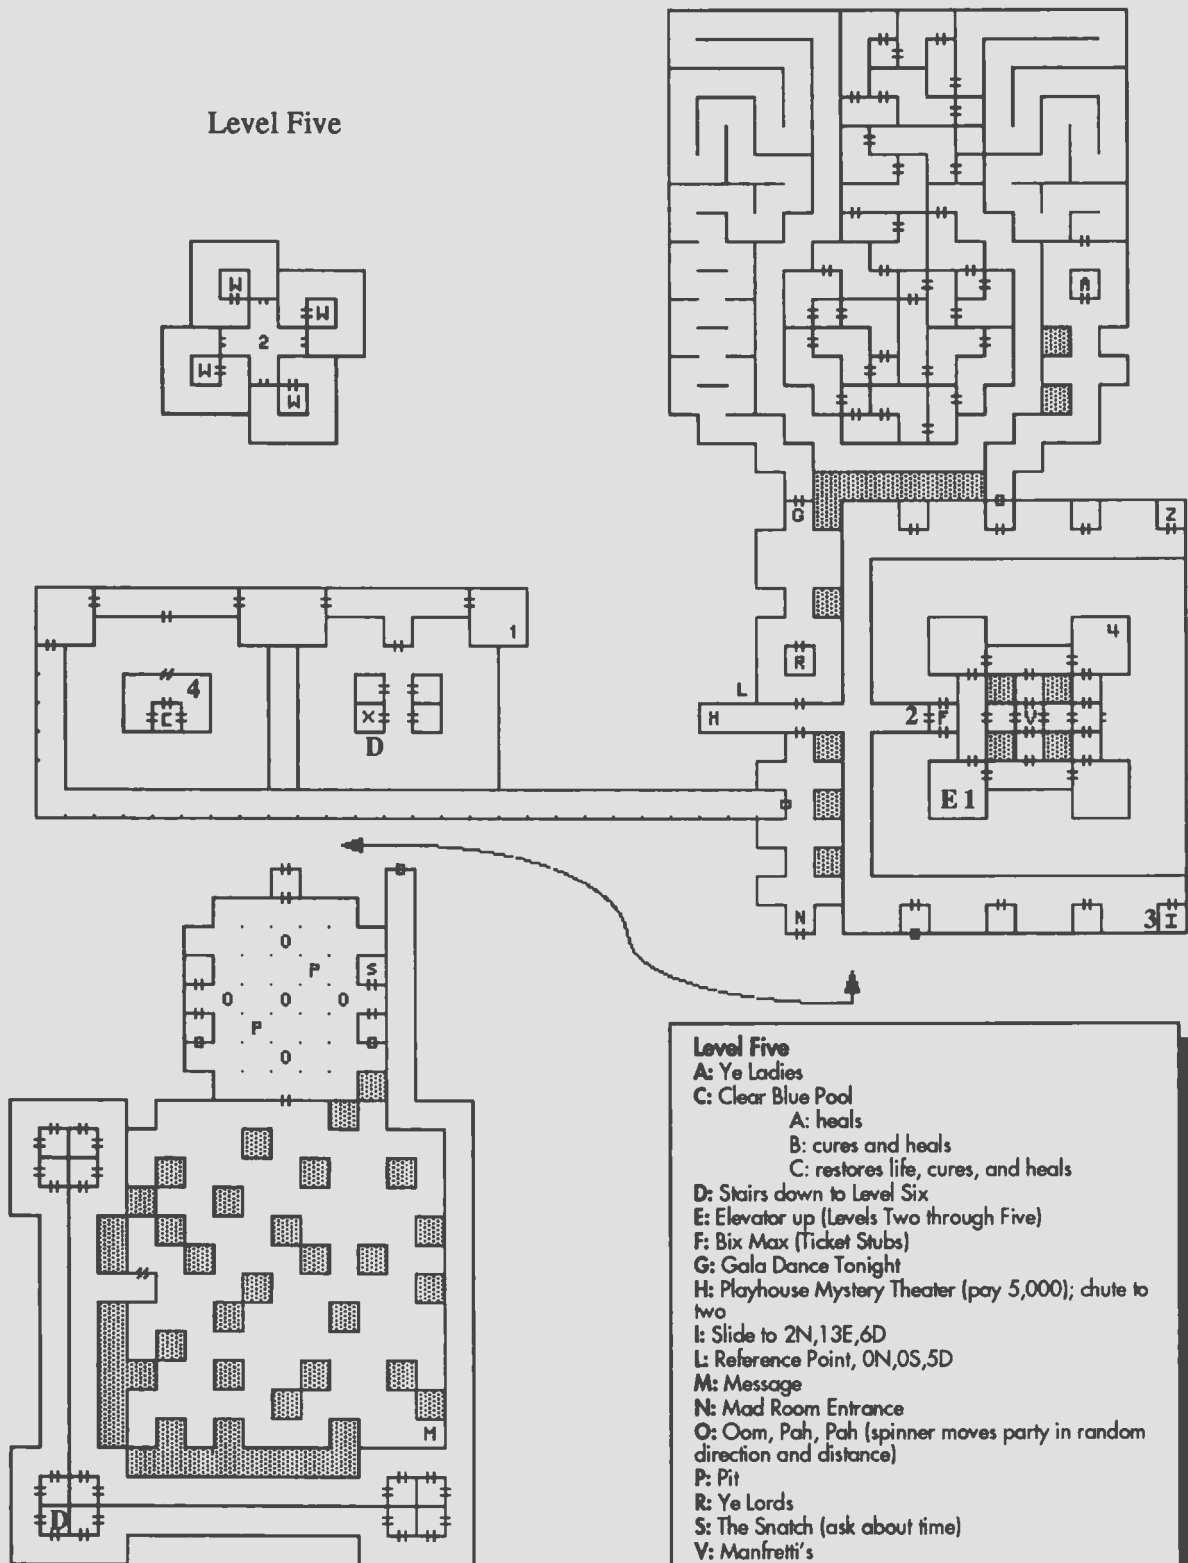 Level Five
W
W
2
W
W
A
G
Z
1
4
R
4
L
C
X
H
2
F
V
D
E 1
N
3
I
O
P
S
O
O
O
P
O
M
D
Level Five
A: Ye Ladies
C: Clear Blue Pool
A: heals
B: cures and heals
C: restores life, cures, and heals
D: Stairs down to Level Six
E: Elevator up (Levels Two through Five)
F: Bix Max (Ticket Stubs)
G: Gala Dance Tonight
H: Playhouse Mystery Theater (pay 5,000); chute to
two
I: Slide to 2N,13E,6D
L: Reference Point, 0N,0S,5D
M: Message
N: Mad Room Entrance
O: Oom, Pah, Pah (spinner moves party in random
direction and distance)
P: Pit
R: Ye Lords
S: The Snatch (ask about time)
V: Manfretti's